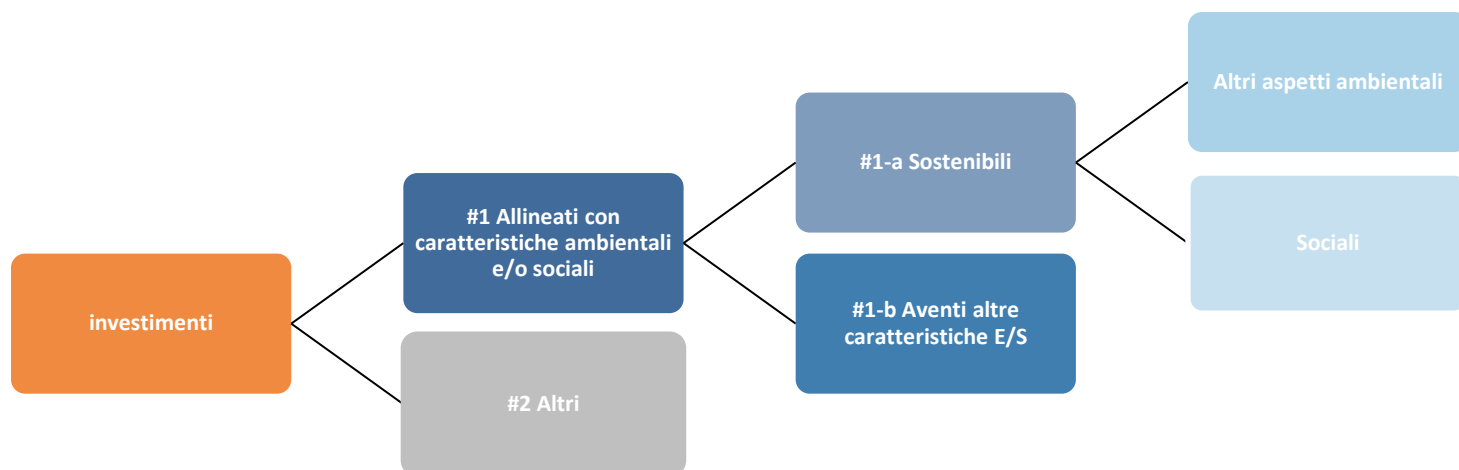 investimenti
#1 Allineati con
caratteristiche ambientali
e/o sociali
#2 Altri
#1-a Sostenibili
#1-b Aventi altre
caratteristiche E/S
Altri aspetti ambientali
Sociali